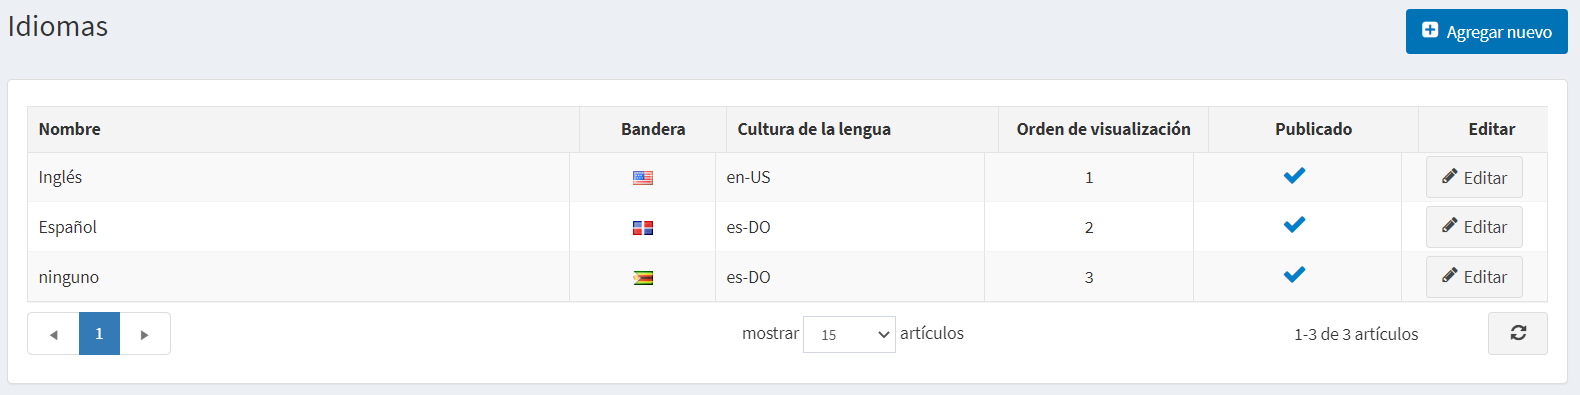 Idiomas
Agregar nuevo
Nombre Bandera Cultura de la lengua Orden de visualización Publicado Editar
Inglés en-US 1 Editar
Español es-DO 2 Editar
ninguno es-DO 3 Editar
1 mostrar 15 artículos 1-3 de 3 artículos